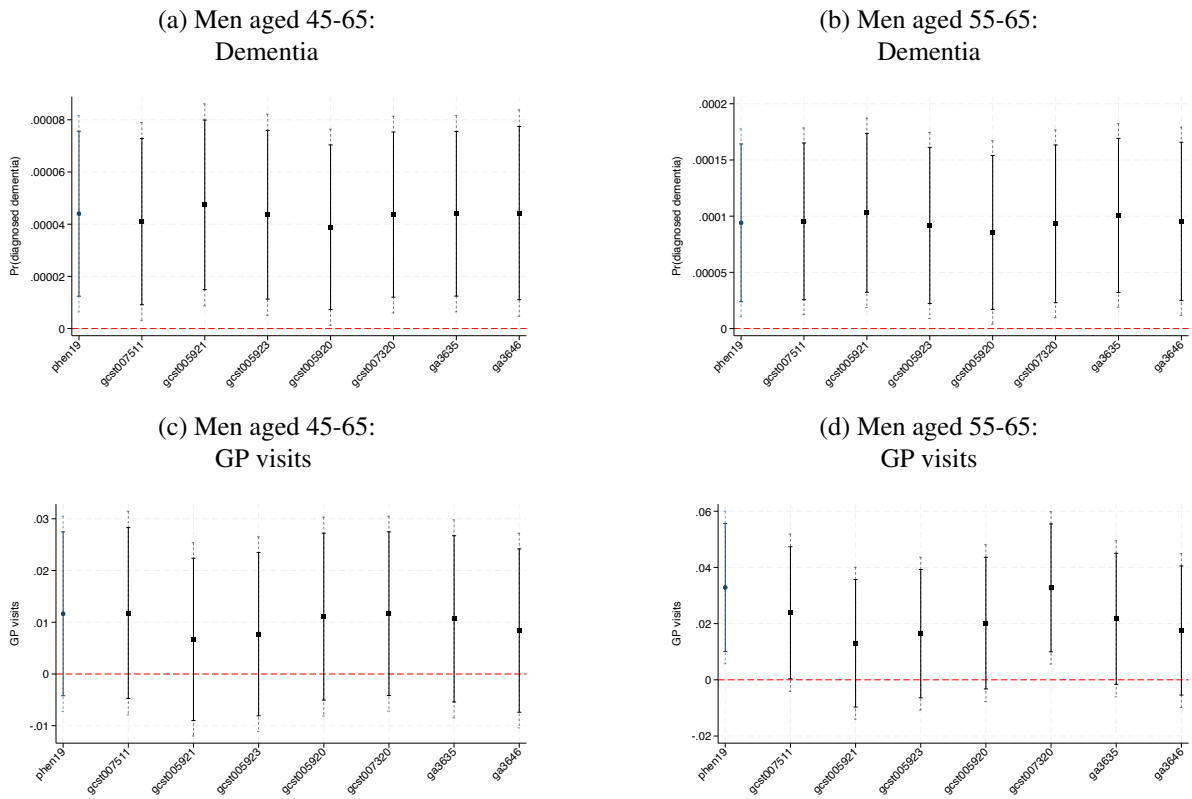 (a) Men aged 45-65:
Dementia
Pr(diagnosed dementia)
.00008
.00006
.00004
.00002
0
phen19
gcst007511
gcst005921
gcst005923
gcst005920
gcst007320
ga3635
ga3646
(b) Men aged 55-65:
Dementia
Pr(diagnosed dementia)
.0002
.00015
.0001
.00005
0
phen19
gcst007511
gcst005921
gcst005923
gcst005920
gcst007320
ga3635
ga3646
(c) Men aged 45-65:
GP visits
GP visits
.03
.02
.01
0
-.01
phen19
gcst007511
gcst005921
gcst005923
gcst005920
gcst007320
ga3635
ga3646
(d) Men aged 55-65:
GP visits
GP visits
.06
.04
.02
0
-.02
phen19
gcst007511
gcst005921
gcst005923
gcst005920
gcst007320
ga3635
ga3646